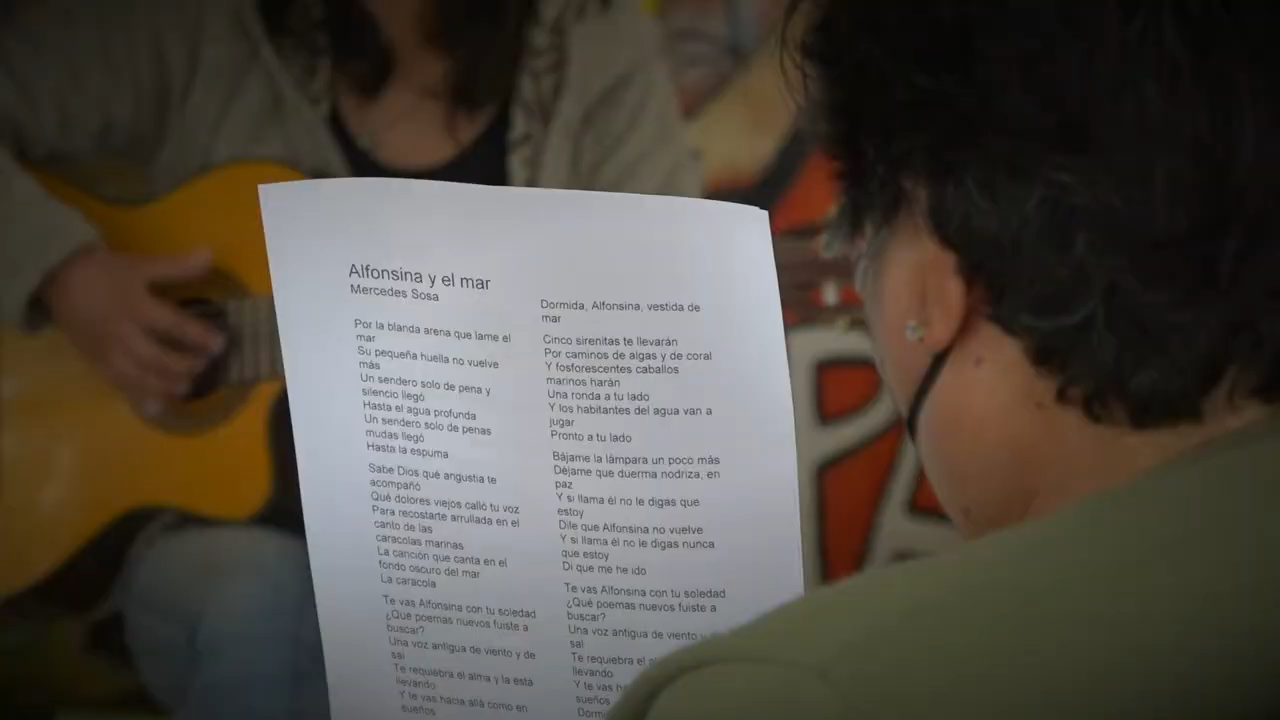 Alfonsina y el mar
Mercedes Sosa
Por la blanda arena que lame el
mar
Su pequeña huella no vuelve
más
Un sendero solo de pena y
silencio llegó
Hasta el agua profunda
Un sendero solo de penas
mudas llegó
Hasta la espuma
Sabe Dios qué angustia te
acompañó
Qué dolores viejos calló tu voz
Para recostarte arrullada en el
canto de las
caracolas marinas
La canción que canta en el
fondo oscuro del mar
La caracola
Te vas Alfonsina con tu soledad
¿Qué poemas nuevos fuiste a
buscar?
Una voz antigua de viento y de
sal
Te requiebra el alma y la está
llevando
Y te vas hacia allá como en
sueños
Dormida, Alfonsina, vestida de
mar
Cinco sirenitas te llevarán
Por caminos de algas y de coral
Y fosforescentes caballos
marinos harán
Una ronda a tu lado
Y los habitantes del agua van a
jugar
Pronto a tu lado
Bájame la lámpara un poco más
Déjame que duerma nodriza, en
paz
Y si llama él no le digas que
estoy
Dile que Alfonsina no vuelve
Y si llama él no le digas nunca
que estoy
Di que me he ido
Te vas Alfonsina con tu soledad
¿Qué poemas nuevos fuiste a
buscar?
Una voz antigua de viento y
sal
Te requiebra el
llevando
Y te vas
sueños